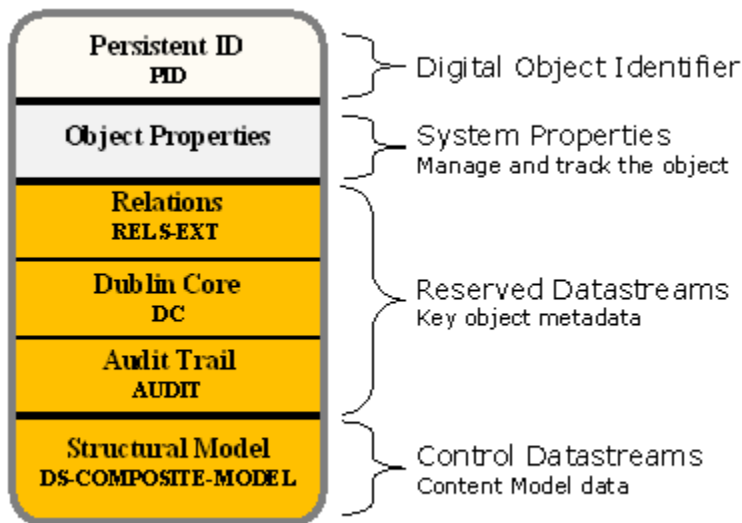 Persistent ID
PID
Digital Object Identifier
Object Properties
System Properties
Manage and track the object
Relations
RELS-EXT
Dublin Core
DC
Reserved Datastreams
Key object metadata
Audit Trail
AUDIT
Structural Model
DS-COMPOSITE-MODEL
Control Datastreams
Content Model data